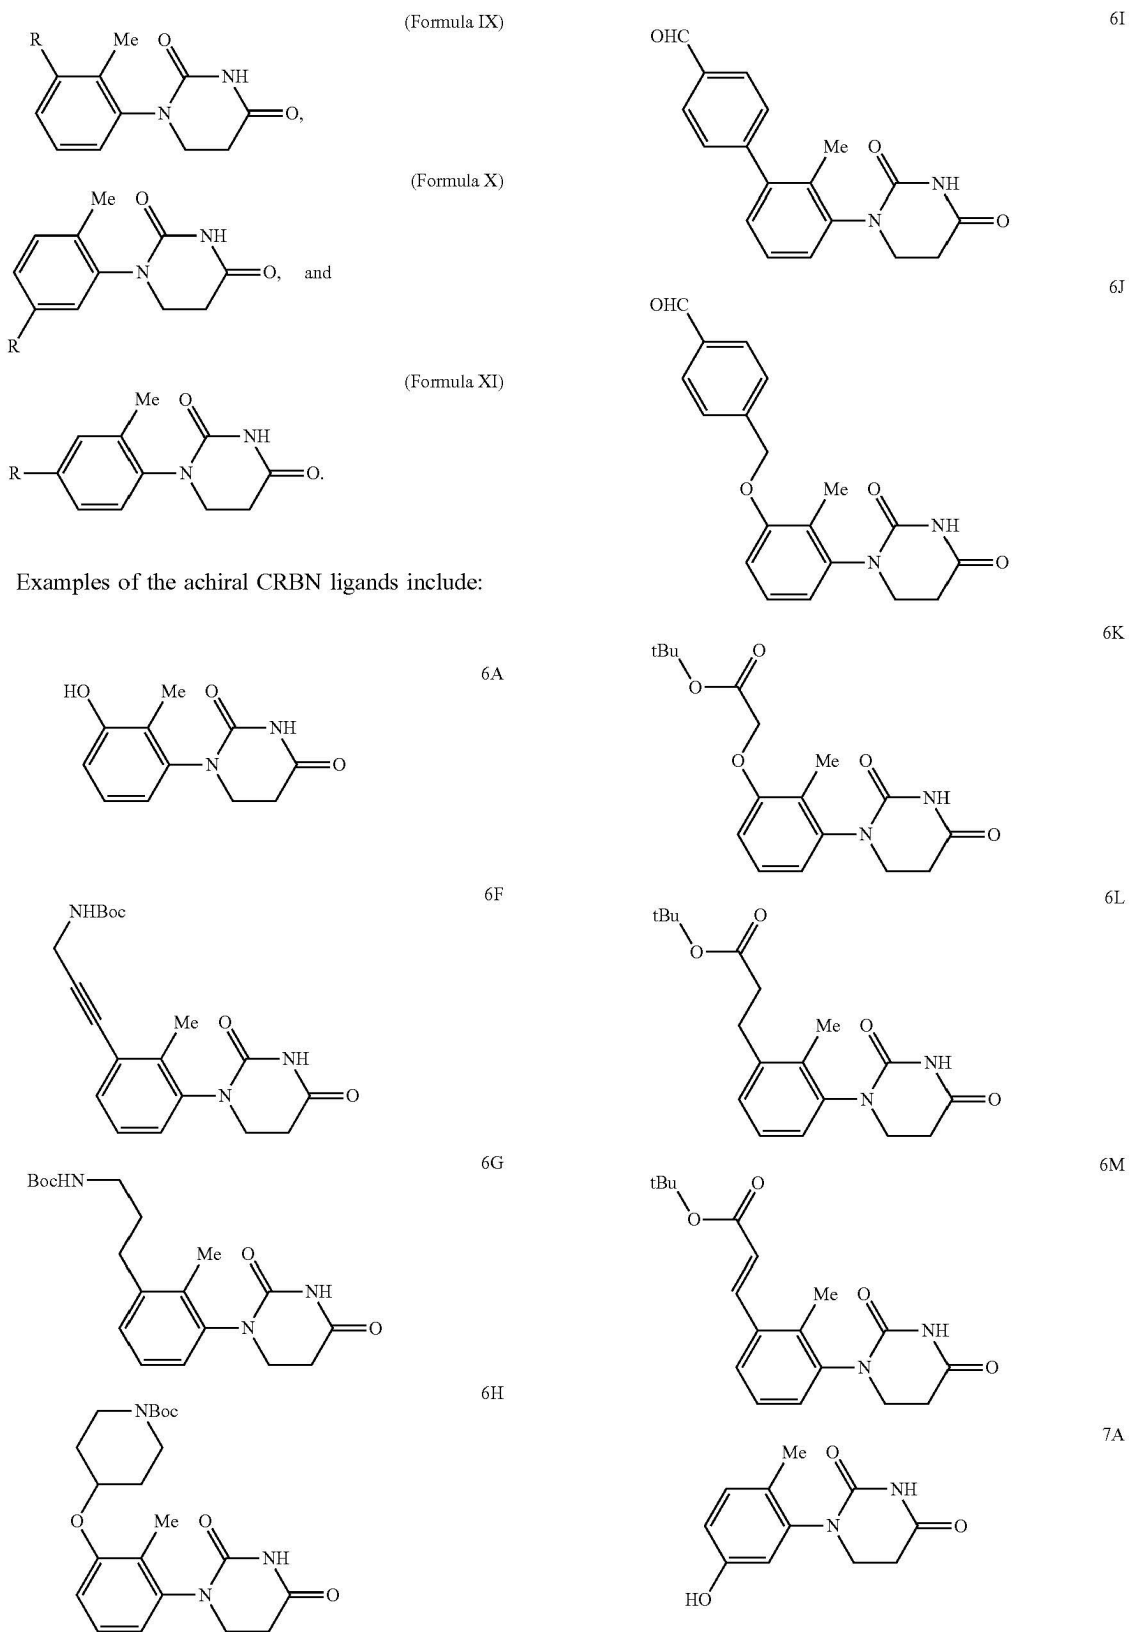 (Formula IX)
R
Me
O
NH
N
O,
(Formula X)
Me
O
NH
N
O, and
R
(Formula XI)
Me
O
NH
R
N
O.
Examples of the achiral CRBN ligands include:
6A
HO
Me
O
NH
N
O
6F
NHBoc
Me
O
NH
N
O
6G
BocHN
Me
O
NH
N
O
6H
NBoc
O
Me
O
NH
N
O
6I
OHC
Me
O
NH
N
O
6J
OHC
O
Me
O
NH
N
O
6K
tBu
O
O
O
Me
O
NH
N
O
6L
tBu
O
O
Me
O
NH
N
O
6M
tBu
O
O
Me
O
NH
N
O
7A
Me
O
NH
N
O
HO